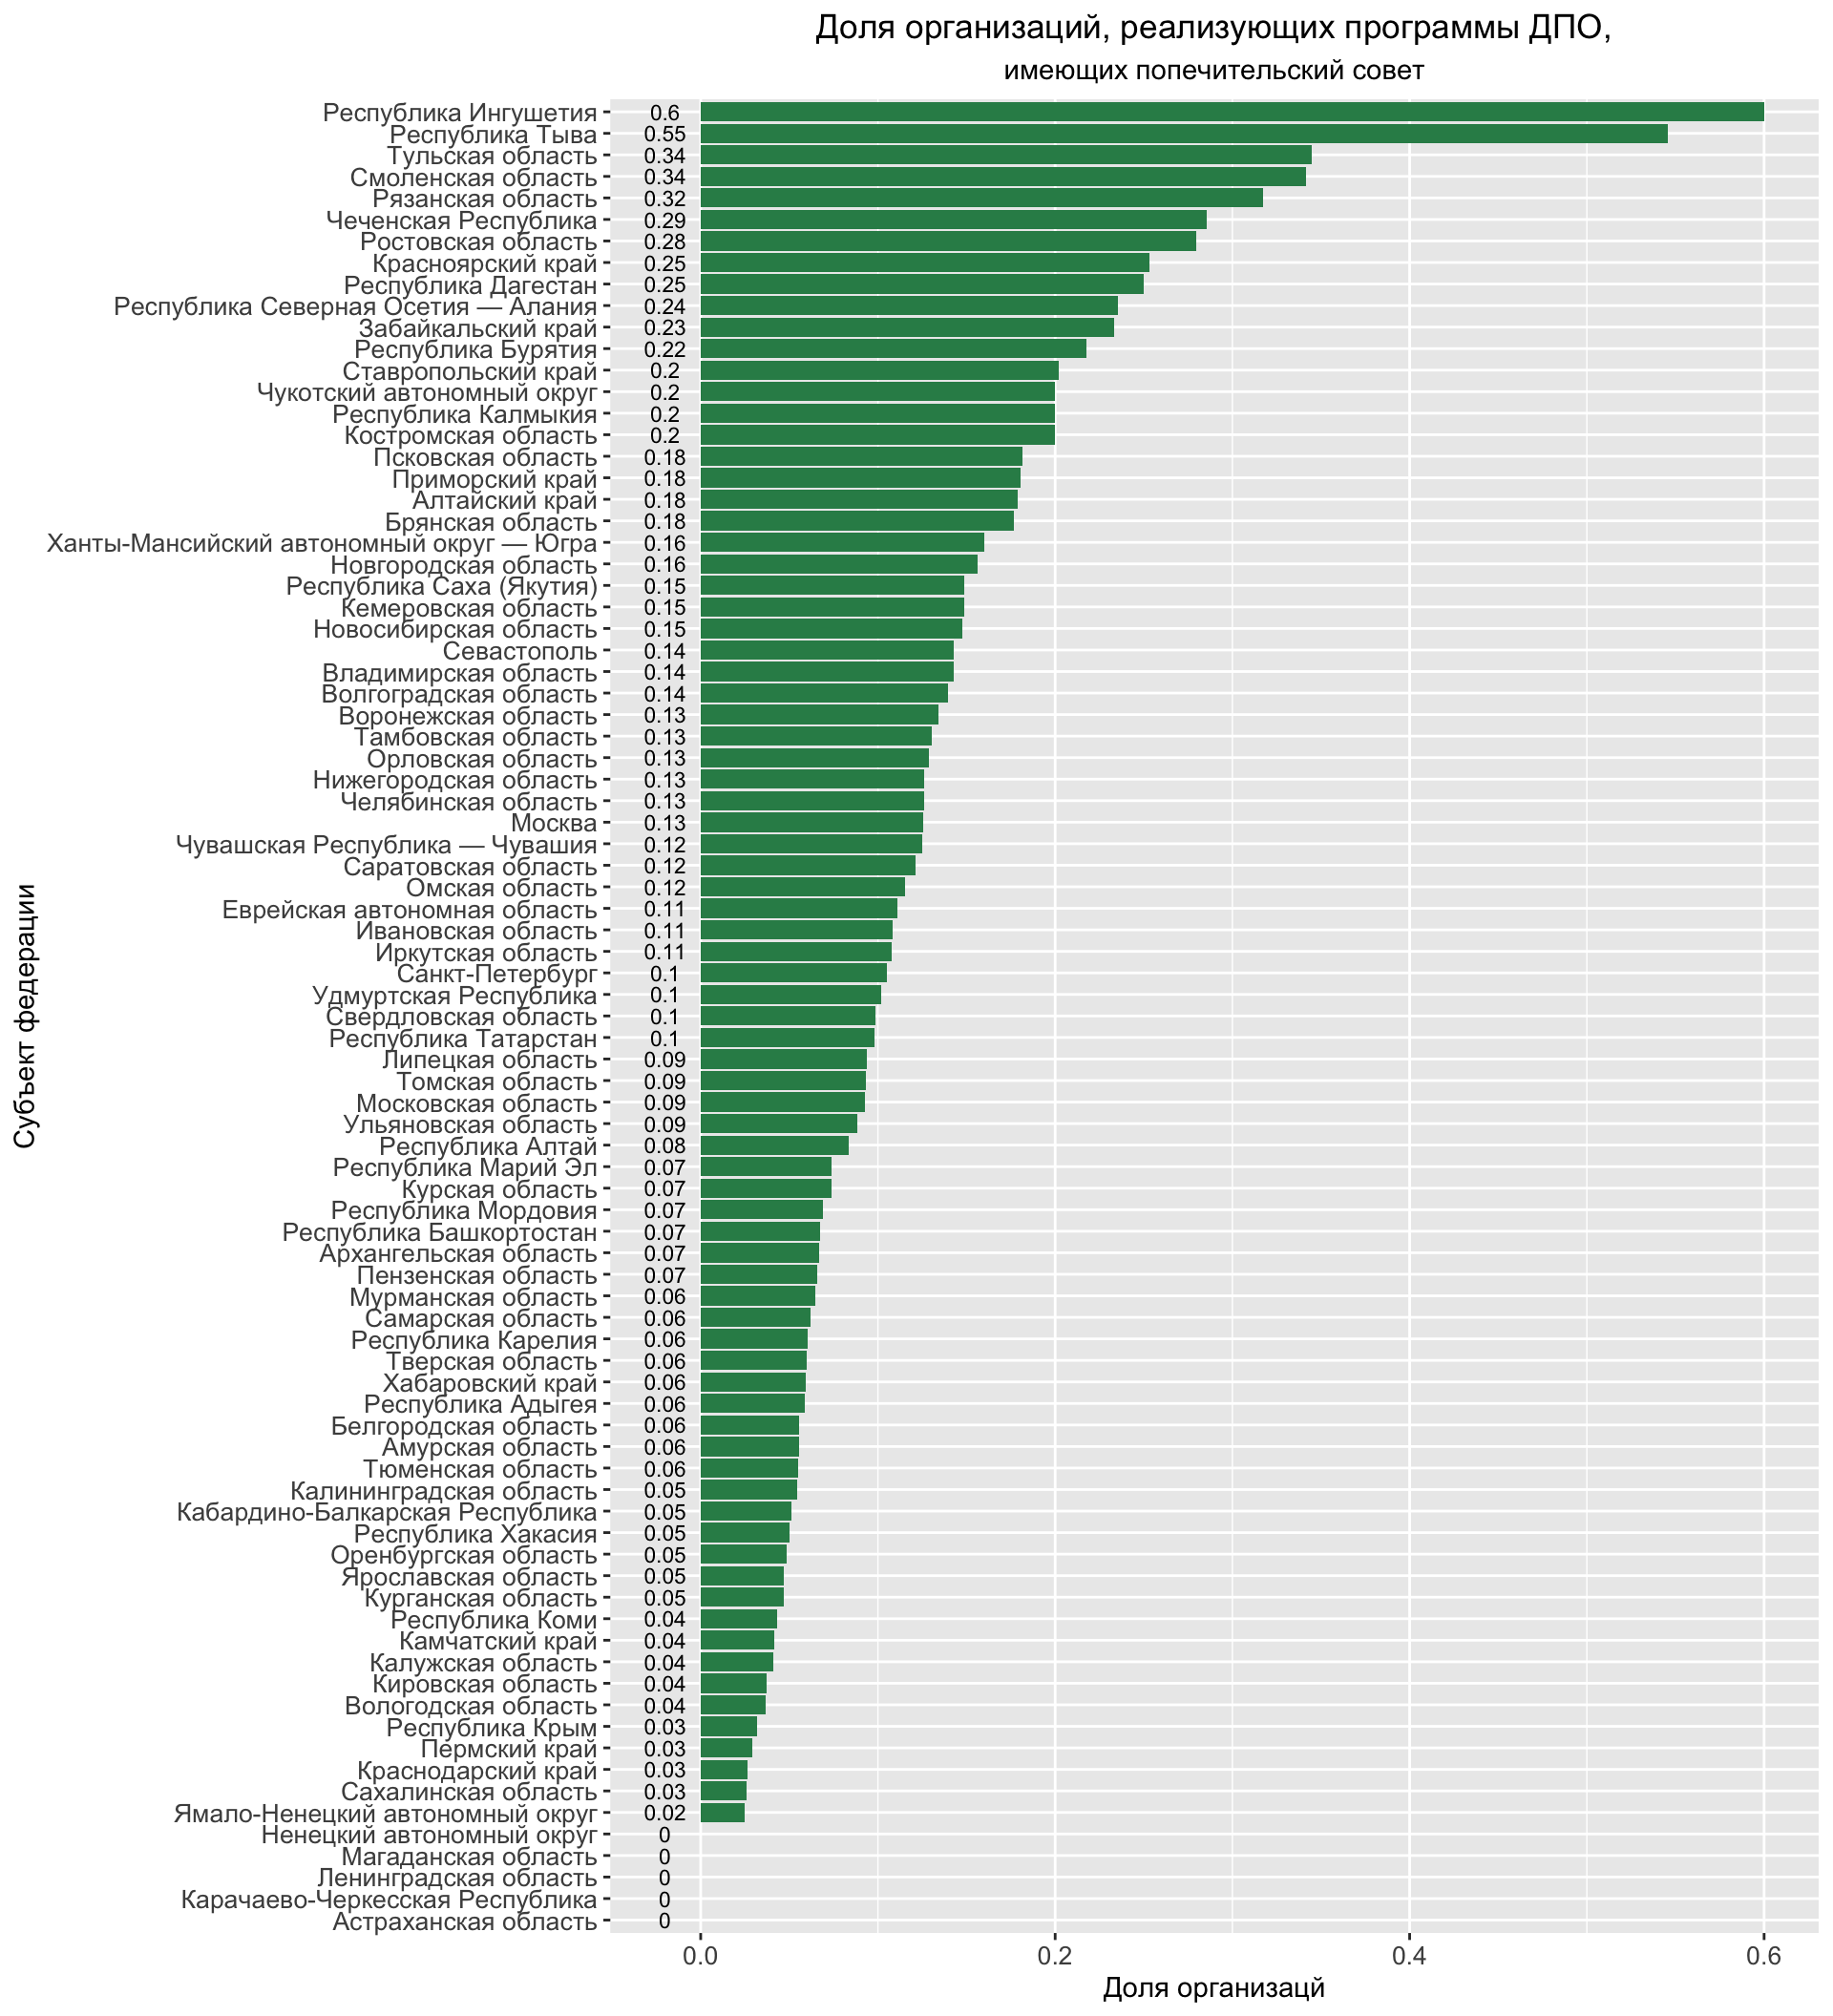 Доля организаций, реализующих программы ДПО,
имеющих попечительский совет
Субъект федерации
Республика Ингушетия 0.6
Республика Тыва 0.55
Тульская область 0.34
Смоленская область 0.34
Рязанская область 0.32
Чеченская Республика 0.29
Ростовская область 0.28
Красноярский край 0.25
Республика Дагестан 0.25
Республика Северная Осетия — Алания 0.24
Забайкальский край 0.23
Республика Бурятия 0.22
Ставропольский край 0.2
Чукотский автономный округ 0.2
Республика Калмыкия 0.2
Костромская область 0.2
Псковская область 0.18
Приморский край 0.18
Алтайский край 0.18
Брянская область 0.18
Ханты-Мансийский автономный округ — Югра 0.16
Новгородская область 0.16
Республика Саха (Якутия) 0.15
Кемеровская область 0.15
Новосибирская область 0.15
Севастополь 0.14
Владимирская область 0.14
Волгоградская область 0.14
Воронежская область 0.13
Тамбовская область 0.13
Орловская область 0.13
Нижегородская область 0.13
Челябинская область 0.13
Москва 0.13
Чувашская Республика — Чувашия 0.12
Саратовская область 0.12
Омская область 0.12
Еврейская автономная область 0.11
Ивановская область 0.11
Иркутская область 0.11
Санкт-Петербург 0.1
Удмуртская Республика 0.1
Свердловская область 0.1
Республика Татарстан 0.1
Липецкая область 0.09
Томская область 0.09
Московская область 0.09
Ульяновская область 0.09
Республика Алтай 0.08
Республика Марий Эл 0.07
Курская область 0.07
Республика Мордовия 0.07
Республика Башкортостан 0.07
Архангельская область 0.07
Пензенская область 0.07
Мурманская область 0.06
Самарская область 0.06
Республика Карелия 0.06
Тверская область 0.06
Хабаровский край 0.06
Республика Адыгея 0.06
Белгородская область 0.06
Амурская область 0.06
Тюменская область 0.06
Калининградская область 0.05
Кабардино-Балкарская Республика 0.05
Республика Хакасия 0.05
Оренбургская область 0.05
Ярославская область 0.05
Курганская область 0.05
Республика Коми 0.04
Камчатский край 0.04
Калужская область 0.04
Кировская область 0.04
Вологодская область 0.04
Республика Крым 0.03
Пермский край 0.03
Краснодарский край 0.03
Сахалинская область 0.03
Ямало-Ненецкий автономный округ 0.02
Ненецкий автономный округ 0
Магаданская область 0
Ленинградская область 0
Карачаево-Черкесская Республика 0
Астраханская область 0
0.0 0.2 0.4 0.6
Доля организацй